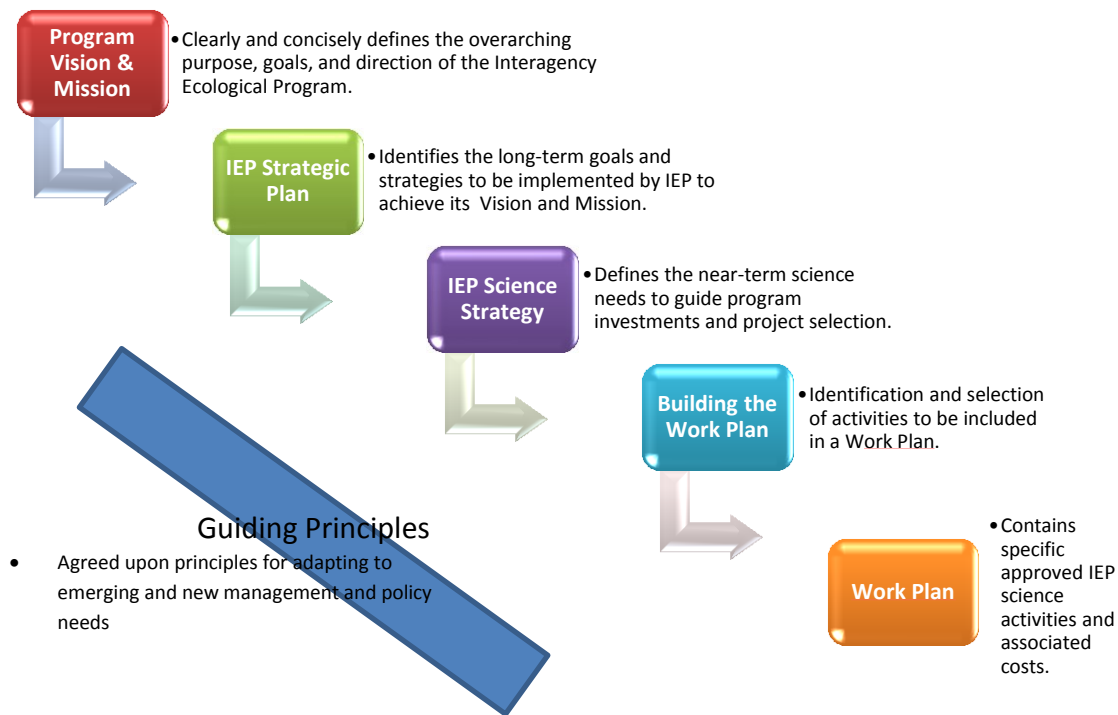 Program
Vision &
Mission
•Clearly and concisely defines the overarching
purpose, goals, and direction of the Interagency
Ecological Program.
IEP Strategic
Plan
•Identifies the long-term goals and
strategies to be implemented by IEP to
achieve its Vision and Mission.
IEP Science
Strategy
•Defines the near-term science
needs to guide program
investments and project selection.
Building the
Work Plan
•Identification and selection
of activities to be included
in a Work Plan.
Guiding Principles
• Agreed upon principles for adapting to
emerging and new management and policy
needs
Work Plan
•Contains
specific
approved IEP
science
activities and
associated
costs.